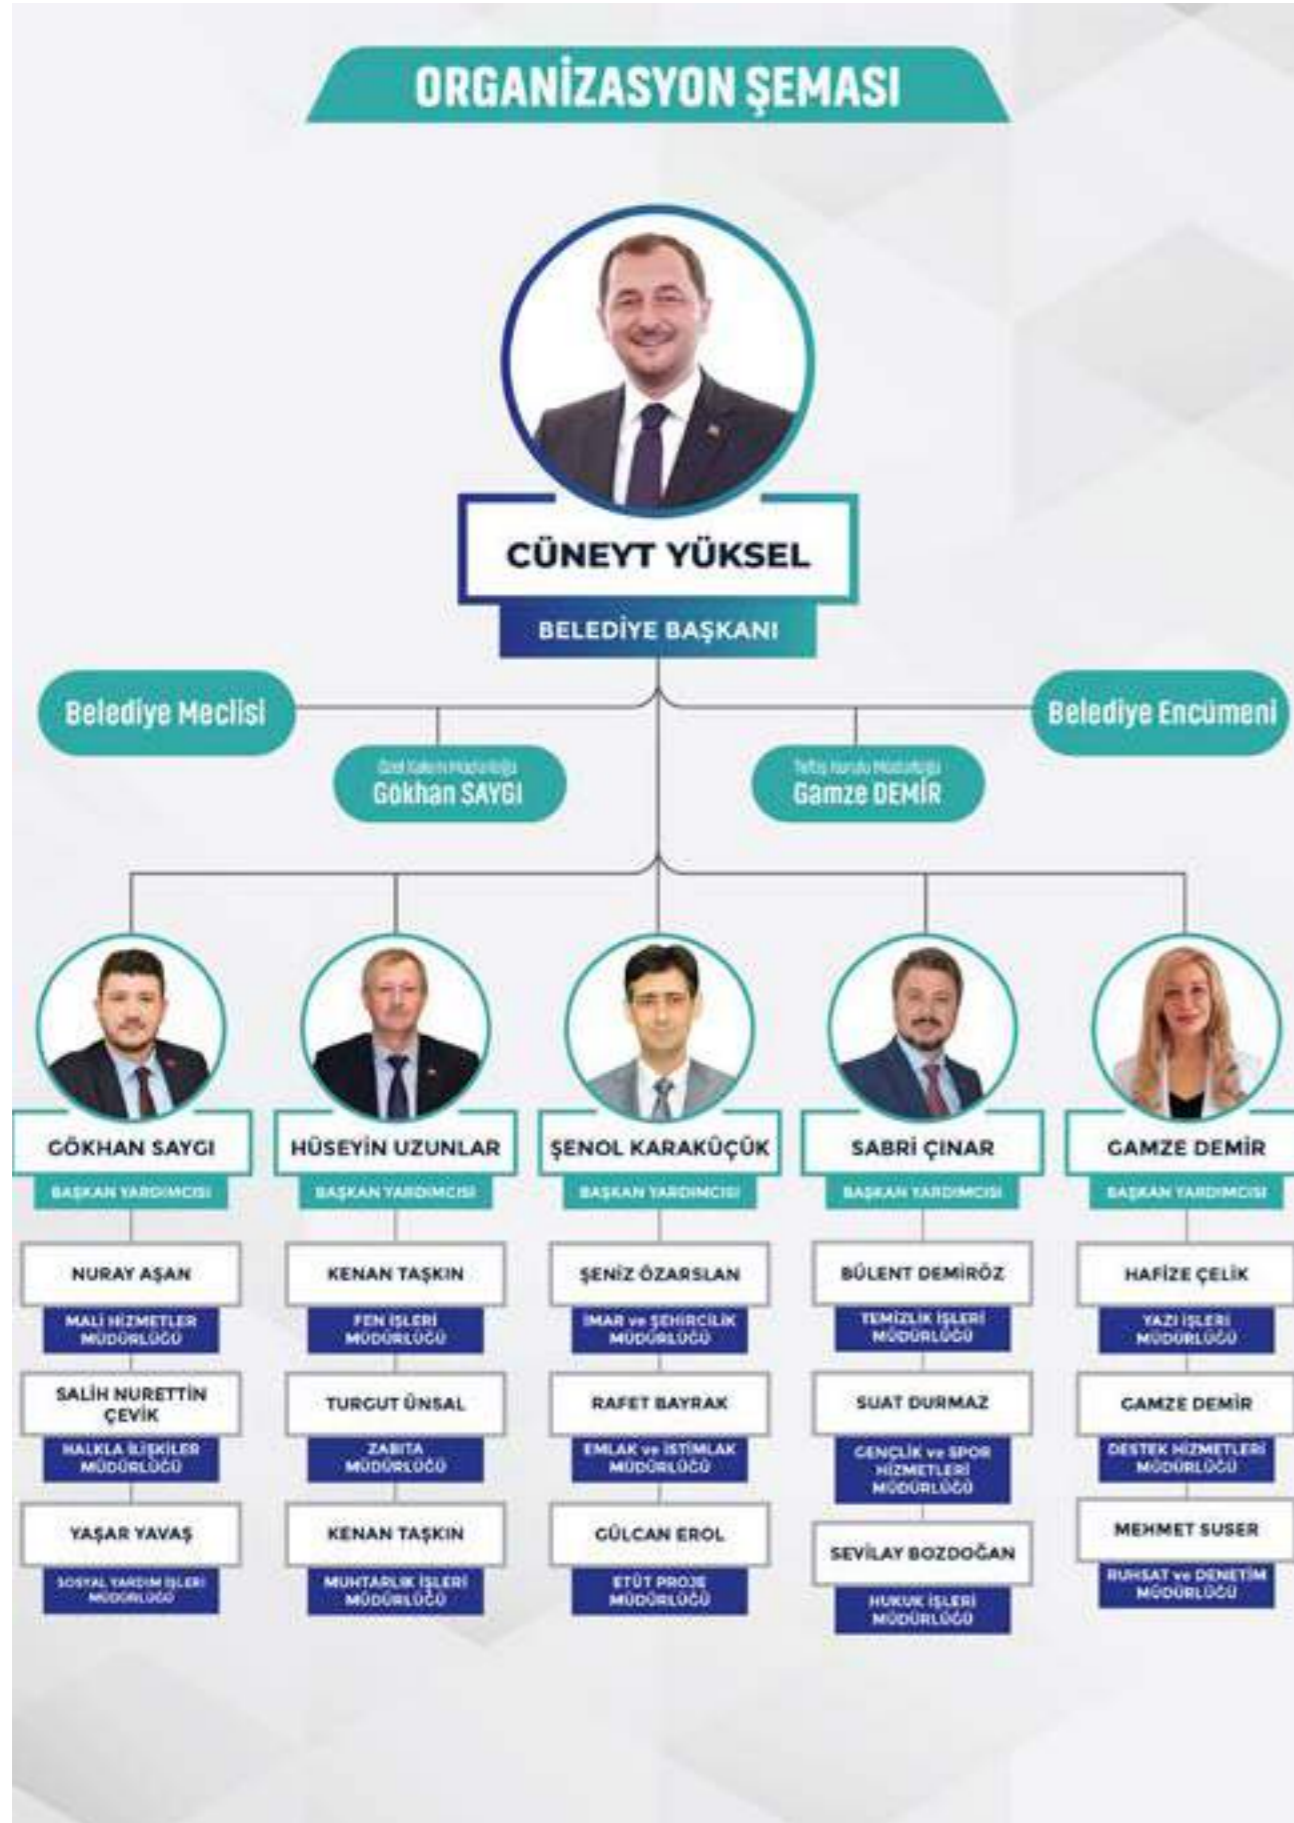 ORGANİZASYON ŞEMASI
CÜNEYT YÜKSEL
BELEDİYE BAŞKANI
Belediye Meclisi
Belediye Encümeni
Özel Kalem Müdürlüğü
Gökhan SAYGI
Teftiş Kurulu Müdürlüğü
Gamze DEMİR
GÖKHAN SAYGI
BAŞKAN YARDIMCISI
NURAY AŞAN
MALİ HİZMETLER
MÜDÜRLÜĞÜ
SALİH NURETTİN
ÇEVİK
HALKLA İLİŞKİLER
MÜDÜRLÜĞÜ
YAŞAR YAVAŞ
SOSYAL YARDIM İŞLERİ
MÜDÜRLÜĞÜ
HÜSEYİN UZUNLAR
BAŞKAN YARDIMCISI
KENAN TAŞKIN
FEN İŞLERİ
MÜDÜRLÜĞÜ
TURGUT ÜNSAL
ZABITA
MÜDÜRLÜĞÜ
KENAN TAŞKIN
MUHTARLIK İŞLERİ
MÜDÜRLÜĞÜ
ŞENOL KARAKÜÇÜK
BAŞKAN YARDIMCISI
ŞENİZ ÖZARSLAN
İMAR ve ŞEHİRCİLİK
MÜDÜRLÜĞÜ
RAFET BAYRAK
EMLAK ve İSTİMLAK
MÜDÜRLÜĞÜ
GÜLCAN EROL
ETÜT PROJE
MÜDÜRLÜĞÜ
SABRİ ÇINAR
BAŞKAN YARDIMCISI
BÜLENT DEMİRÖZ
TEMİZLİK İŞLERİ
MÜDÜRLÜĞÜ
SUAT DURMAZ
GENÇLİK ve SPOR
HİZMETLERİ
MÜDÜRLÜĞÜ
SEVİLAY BOZDOĞAN
HUKUK İŞLERİ
MÜDÜRLÜĞÜ
GAMZE DEMİR
BAŞKAN YARDIMCISI
HAFİZE ÇELİK
YAZI İŞLERİ
MÜDÜRLÜĞÜ
GAMZE DEMİR
DESTEK HİZMETLERİ
MÜDÜRLÜĞÜ
MEHMET SUSER
RUHSAT ve DENETİM
MÜDÜRLÜĞÜ